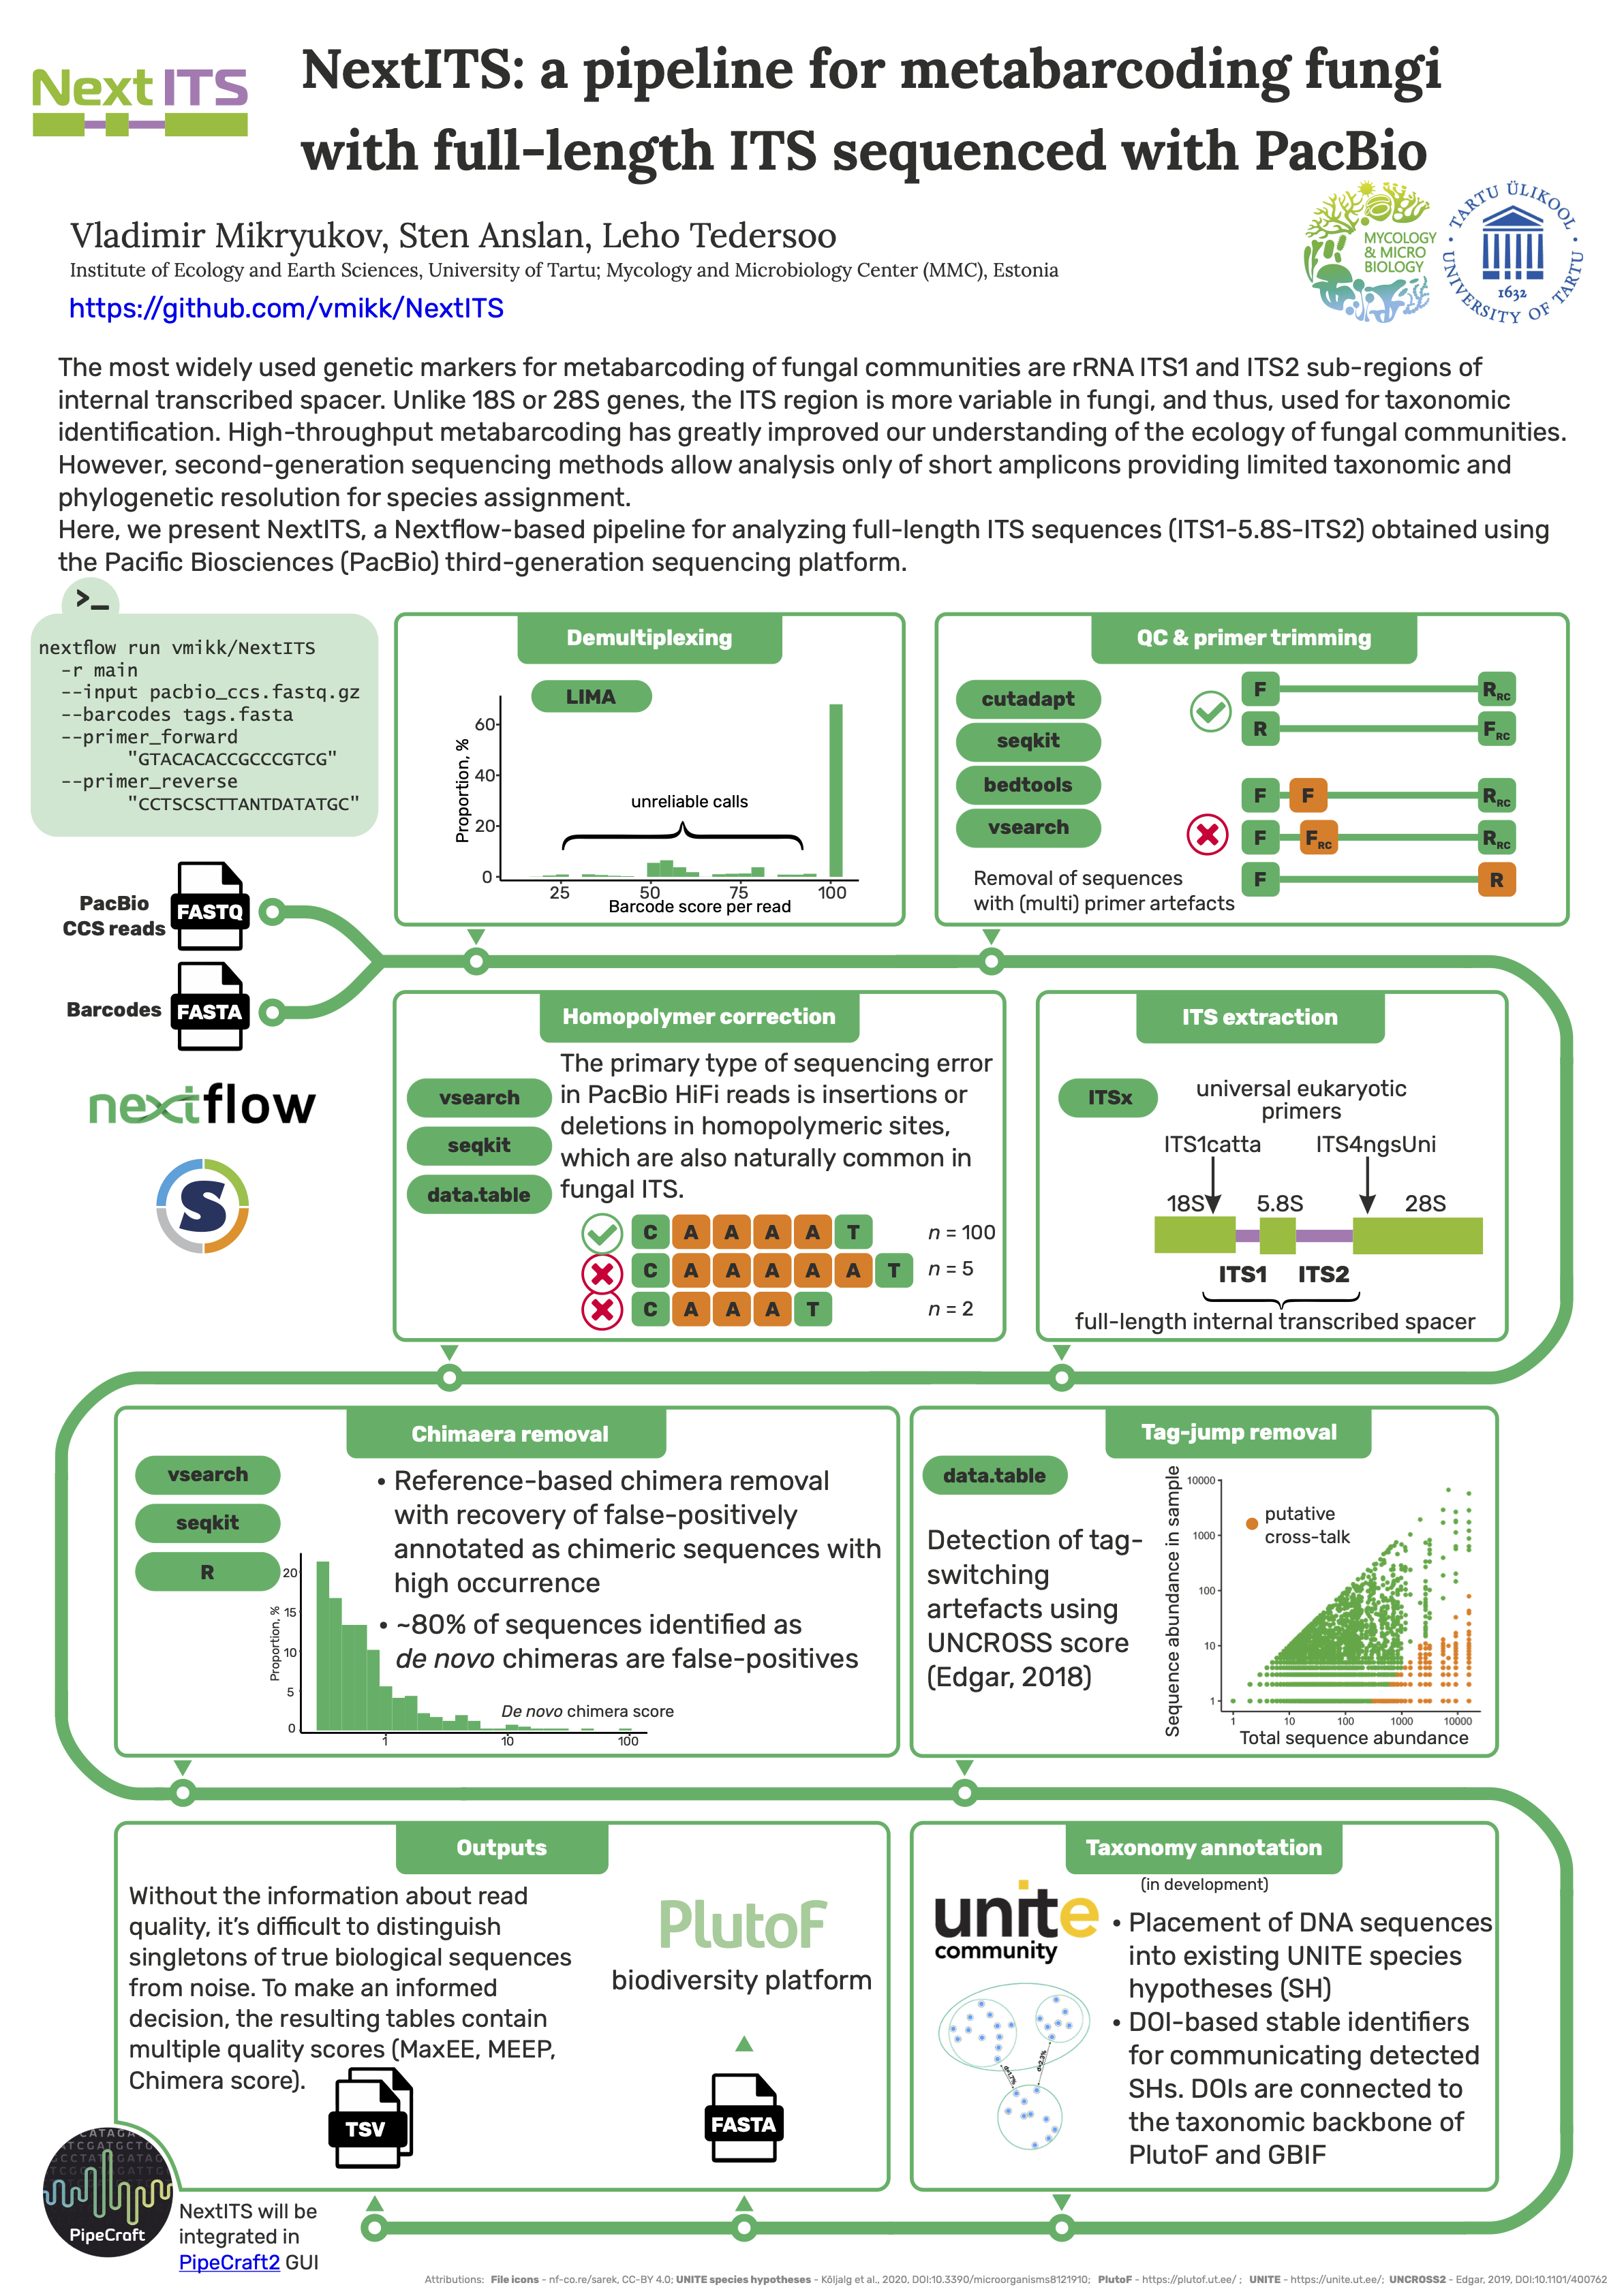 Next ITS
NextITS: a pipeline for metabarcoding fungi
with full-length ITS sequenced with PacBio
Vladimir Mikryukov, Sten Anslan, Leho Tedersoo
Institute of Ecology and Earth Sciences, University of Tartu; Mycology and Microbiology Center (MMC), Estonia
https://github.com/vmikk/NextITS
MYCOLOGY
& MICRO
BIOLOGY
TARTU ÜLIKOOL
1632
UNIVERSITY OF TARTU
The most widely used genetic markers for metabarcoding of fungal communities are rRNA ITS1 and ITS2 sub-regions of
internal transcribed spacer. Unlike 18S or 28S genes, the ITS region is more variable in fungi, and thus, used for taxonomic
identification. High-throughput metabarcoding has greatly improved our understanding of the ecology of fungal communities.
However, second-generation sequencing methods allow analysis only of short amplicons providing limited taxonomic and
phylogenetic resolution for species assignment.
Here, we present NextITS, a Nextflow-based pipeline for analyzing full-length ITS sequences (ITS1-5.8S-ITS2) obtained using
the Pacific Biosciences (PacBio) third-generation sequencing platform.
>_
nextflow run vmikk/NextITS
-r main
--input pacbio_ccs.fastq.gz
--barcodes tags.fasta
--primer_forward
"GTACACACCGCCCGTCG"
--primer_reverse
"CCTSCSCTTANTDATATGC"
PacBio
CCS reads
FASTQ
Barcodes
FASTA
nextflow
S
Demultiplexing
LIMA
Proportion, %
60
40
20
0
unreliable calls
25 50 75 100
Barcode score per read
QC & primer trimming
cutadapt
seqkit
bedtools
vsearch
Removal of sequences
with (multi) primer artefacts
F RRC
R FRC
F F RRC
F FRC RRC
F R
Homopolymer correction
vsearch
seqkit
data.table
The primary type of sequencing error
in PacBio HiFi reads is insertions or
deletions in homopolymeric sites,
which are also naturally common in
fungal ITS.
C A A A A T n = 100
C A A A A A T n = 5
C A A A T n = 2
ITS extraction
ITSx
universal eukaryotic
primers
ITS1catta ITS4ngsUni
18S 5.8S 28S
ITS1 ITS2
full-length internal transcribed spacer
Chimaera removal
vsearch
seqkit
R
• Reference-based chimera removal
with recovery of false-positively
annotated as chimeric sequences with
high occurrence
• ~80% of sequences identified as
de novo chimeras are false-positives
Proportion, %
20
15
10
5
0
De novo chimera score
1 10 100
Tag-jump removal
data.table
Detection of tag-
switching
artefacts using
UNCROSS score
(Edgar, 2018)
Sequence abundance in sample
10000
1000
100
10
1
putative
cross-talk
1 10 100 1000 10000
Total sequence abundance
Outputs
Without the information about read
quality, it's difficult to distinguish
singletons of true biological sequences
from noise. To make an informed
decision, the resulting tables contain
multiple quality scores (MaxEE, MEEP,
Chimera score).
TSV
PlutoF
biodiversity platform
FASTA
PipeCraft
NextITS will be
integrated in
PipeCraft2 GUI
Taxonomy annotation
(in development)
unite
community
• Placement of DNA sequences
into existing UNITE species
hypotheses (SH)
• DOI-based stable identifiers
for communicating detected
SHs. DOIs are connected to
the taxonomic backbone of
PlutoF and GBIF
Attributions: File icons - nf-co.re/sarek, CC-BY 4.0; UNITE species hypotheses - Kõljalg et al., 2020, DOI:10.3390/microorganisms8121910; PlutoF - https://plutof.ut.ee/ ; UNITE - https://unite.ut.ee/; UNCROSS2 - Edgar, 2019, DOI:10.1101/400762